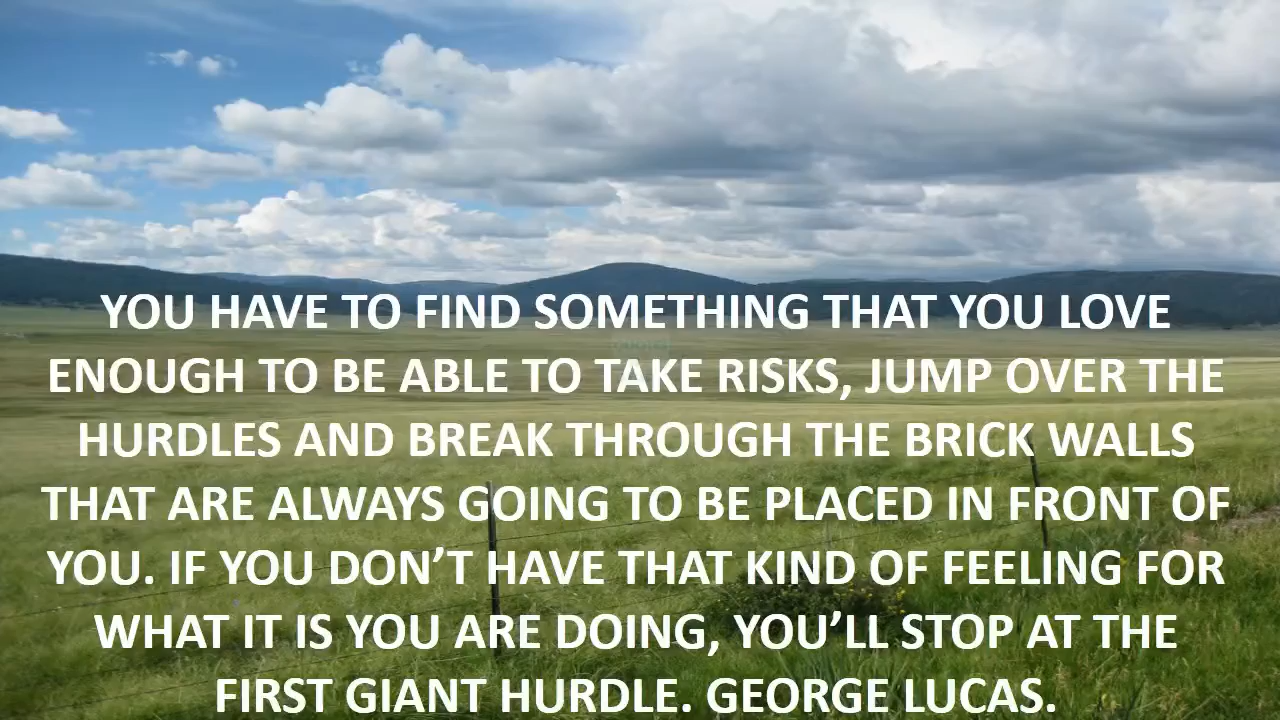 YOU HAVE TO FIND SOMETHING THAT YOU LOVE
ENOUGH TO BE ABLE TO TAKE RISKS, JUMP OVER THE
HURDLES AND BREAK THROUGH THE BRICK WALLS
THAT ARE ALWAYS GOING TO BE PLACED IN FRONT OF
YOU. IF YOU DON’T HAVE THAT KIND OF FEELING FOR
WHAT IT IS YOU ARE DOING, YOU’LL STOP AT THE
FIRST GIANT HURDLE. GEORGE LUCAS.